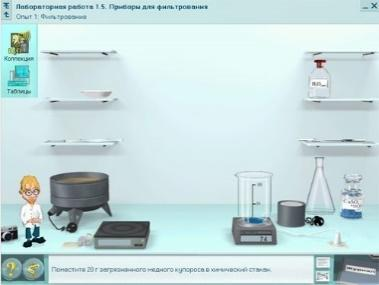 Лабораторная работа 1.5. Приборы для фильтрования
Опыт 1: Фильтрование
Коллекция
Таблицы
Поместите 20 г загрязненного медного купороса в химический стакан.